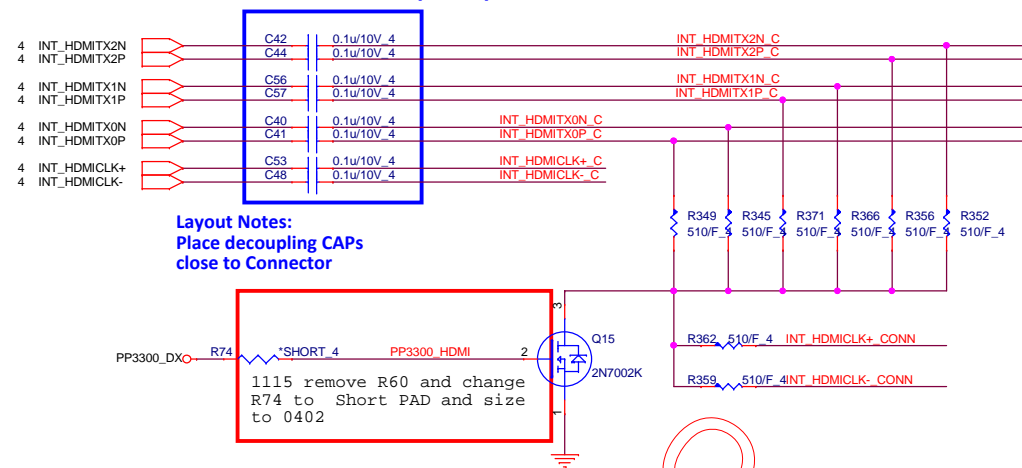 4 INT_HDMITX2N C42 0.1u/10V_4 INT_HDMITX2N_C
4 INT_HDMITX2P C44 0.1u/10V_4 INT_HDMITX2P_C
4 INT_HDMITX1N C56 0.1u/10V_4 INT_HDMITX1N_C
4 INT_HDMITX1P C57 0.1u/10V_4 INT_HDMITX1P_C
4 INT_HDMITX0N C40 0.1u/10V_4 INT_HDMITX0N_C
4 INT_HDMITX0P C41 0.1u/10V_4 INT_HDMITX0P_C
4 INT_HDMICLK+ C53 0.1u/10V_4 INT_HDMICLK+_C
4 INT_HDMICLK- C48 0.1u/10V_4 INT_HDMICLK-_C
Layout Notes:
Place decoupling CAPs
close to Connector
R349 R345 R371 R366 R356 R352
510/F_4 510/F_4 510/F_4 510/F_4 510/F_4 510/F_4
3
Q15
R362 510/F_4 INT_HDMICLK+_CONN
PP3300_DX R74 *SHORT_4 PP3300_HDMI 2
2N7002K
R359 510/F_4 INT_HDMICLK-_CONN
1115 remove R60 and change
R74 to Short PAD and size
to 0402
1